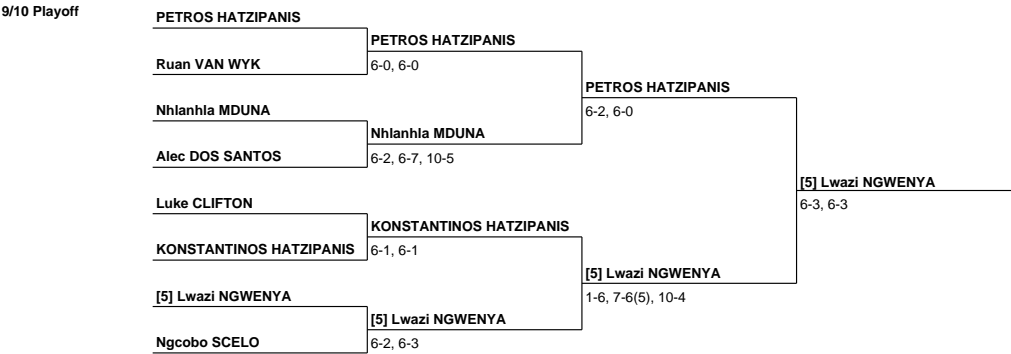 9/10 Playoff
PETROS HATZIPANIS
PETROS HATZIPANIS
Ruan VAN WYK
6-0, 6-0
PETROS HATZIPANIS
Nhlanhla MDUNA
6-2, 6-0
Nhlanhla MDUNA
Alec DOS SANTOS
6-2, 6-7, 10-5
[5] Lwazi NGWENYA
Luke CLIFTON
6-3, 6-3
KONSTANTINOS HATZIPANIS
KONSTANTINOS HATZIPANIS
6-1, 6-1
[5] Lwazi NGWENYA
[5] Lwazi NGWENYA
1-6, 7-6(5), 10-4
[5] Lwazi NGWENYA
Ngcobo SCELO
6-2, 6-3